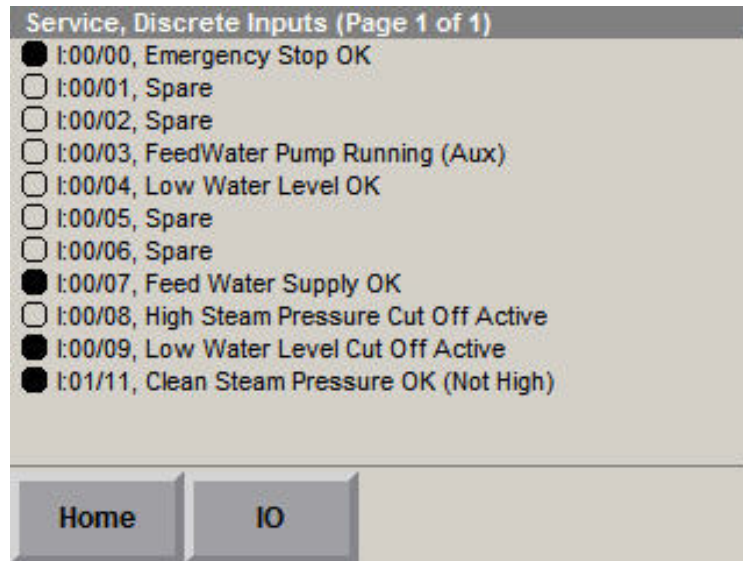 Service, Discrete Inputs (Page 1 of 1)
I:00/00, Emergency Stop OK
I:00/01, Spare
I:00/02, Spare
I:00/03, FeedWater Pump Running (Aux)
I:00/04, Low Water Level OK
I:00/05, Spare
I:00/06, Spare
I:00/07, Feed Water Supply OK
I:00/08, High Steam Pressure Cut Off Active
I:00/09, Low Water Level Cut Off Active
I:01/11, Clean Steam Pressure OK (Not High)
Home IO